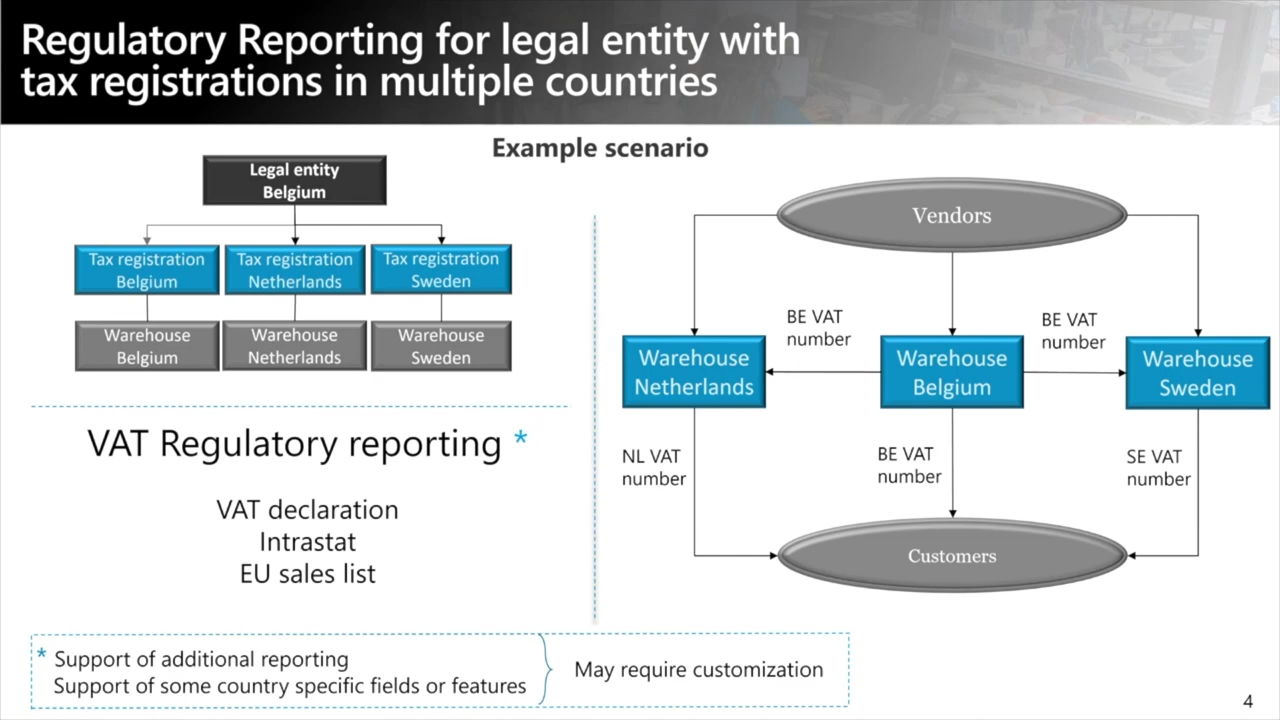 Regulatory Reporting for legal entity with
tax registrations in multiple countries
Example scenario
Legal entity
Belgium
Tax registration
Belgium
Tax registration
Netherlands
Tax registration
Sweden
Warehouse
Belgium
Warehouse
Netherlands
Warehouse
Sweden
VAT Regulatory reporting *
VAT declaration
Intrastat
EU sales list
Vendors
BE VAT
number
BE VAT
number
Warehouse
Netherlands
Warehouse
Belgium
Warehouse
Sweden
NL VAT
number
BE VAT
number
SE VAT
number
Customers
* Support of additional reporting
Support of some country specific fields or features
May require customization
4